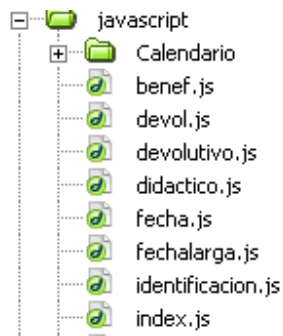 javascript
Calendario
benef.js
devol.js
devolutivo.js
didactico.js
fecha.js
fechalarga.js
identificacion.js
index.js